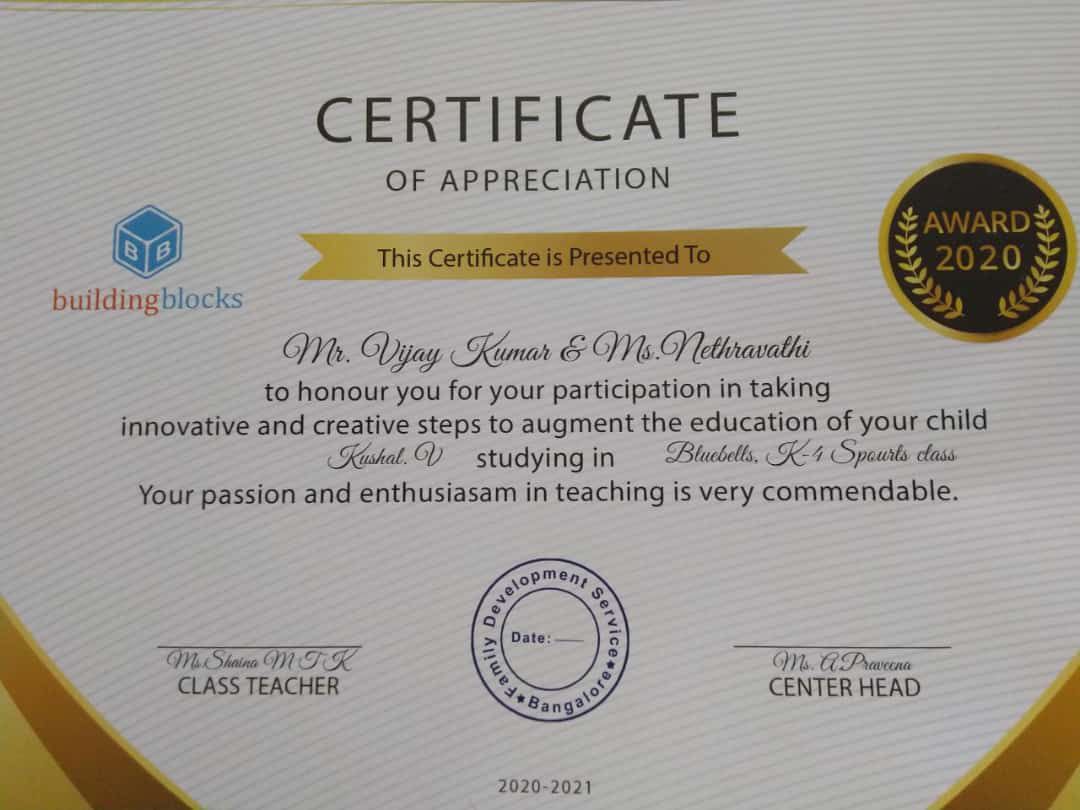 CERTIFICATE
OF APPRECIATION
B B
buildingblocks
This Certificate is Presented To
AWARD
2020
Mr. Vijay Kumar & Ms.Nethravathi
to honour you for your participation in taking
innovative and creative steps to augment the education of your child
Kushal. V studying in Bluebells, K-4 Spourts class
Your passion and enthusiasam in teaching is very commendable.
Family Development Service★
★Bangalore
Date:
Ms.Shaina M T K
CLASS TEACHER
Ms. A.Praveena
CENTER HEAD
2020-2021